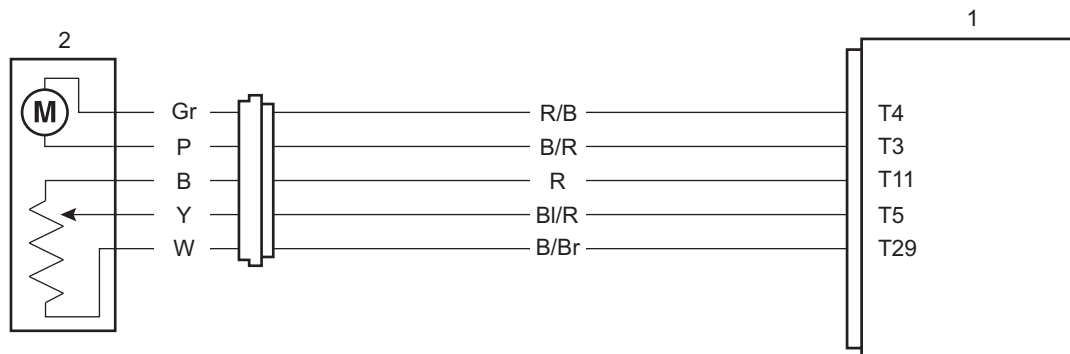 1
2
M
Gr R/B T4
P B/R T3
B R T11
Y Bl/R T5
W B/Br T29